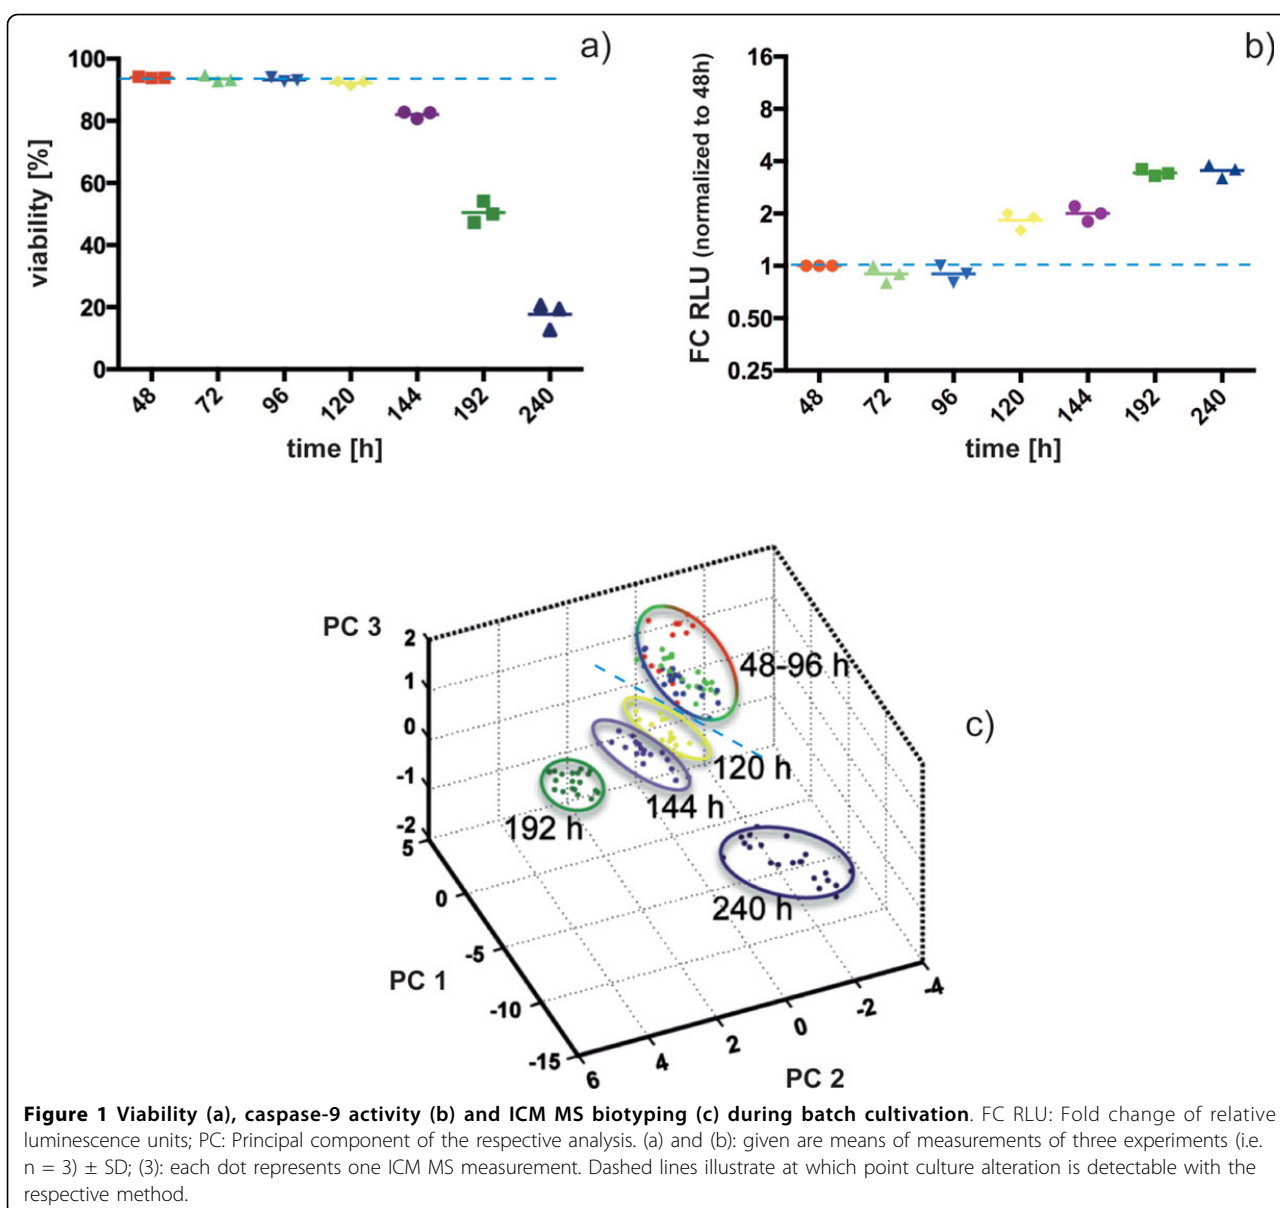 a)
100
80
60
40
20
0
viability [%]
48 72 96 120 144 192 240
time [h]
b)
16
8
4
2
1
0.50
0.25
FC RLU (normalized to 48h)
48 72 96 120 144 192 240
time [h]
c)
PC 3
2
1
0
-1
-2
5
0
-5
-10
-15
PC 1
6 4 2 0 -2 -4
PC 2
48-96 h
120 h
144 h
192 h
240 h
Figure 1 Viability (a), caspase-9 activity (b) and ICM MS biotyping (c) during batch cultivation. FC RLU: Fold change of relative
luminescence units; PC: Principal component of the respective analysis. (a) and (b): given are means of measurements of three experiments (i.e.
n = 3) ± SD; (3): each dot represents one ICM MS measurement. Dashed lines illustrate at which point culture alteration is detectable with the
respective method.